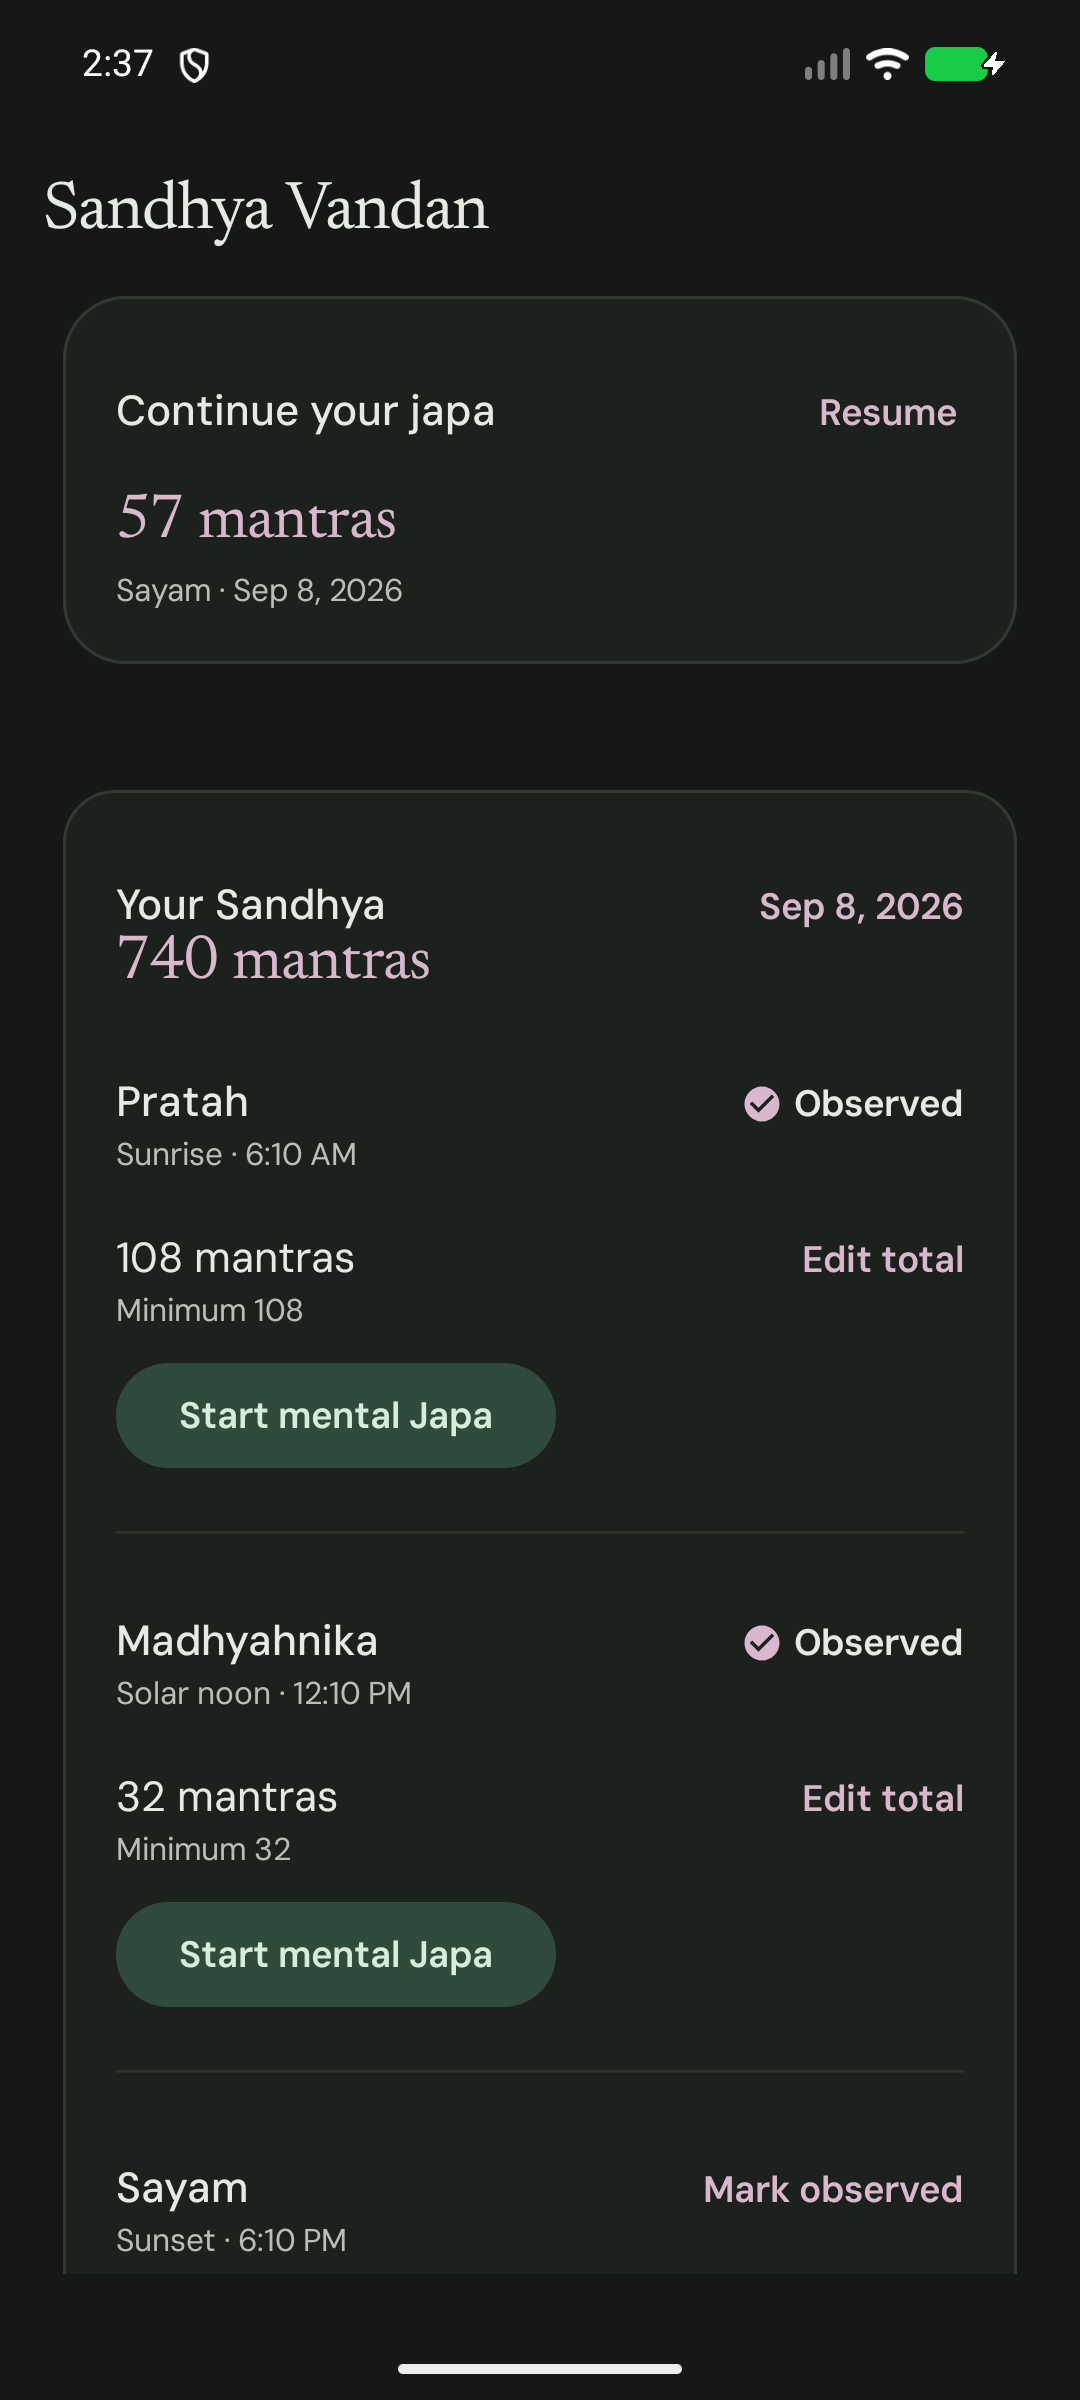 2:37
Sandhya Vandan
Continue your japa Resume
57 mantras
Sayam · Sep 8, 2026
Your Sandhya Sep 8, 2026
740 mantras
Pratah Observed
Sunrise · 6:10 AM
108 mantras Edit total
Minimum 108
Start mental Japa
Madhyahnika Observed
Solar noon · 12:10 PM
32 mantras Edit total
Minimum 32
Start mental Japa
Sayam Mark observed
Sunset · 6:10 PM